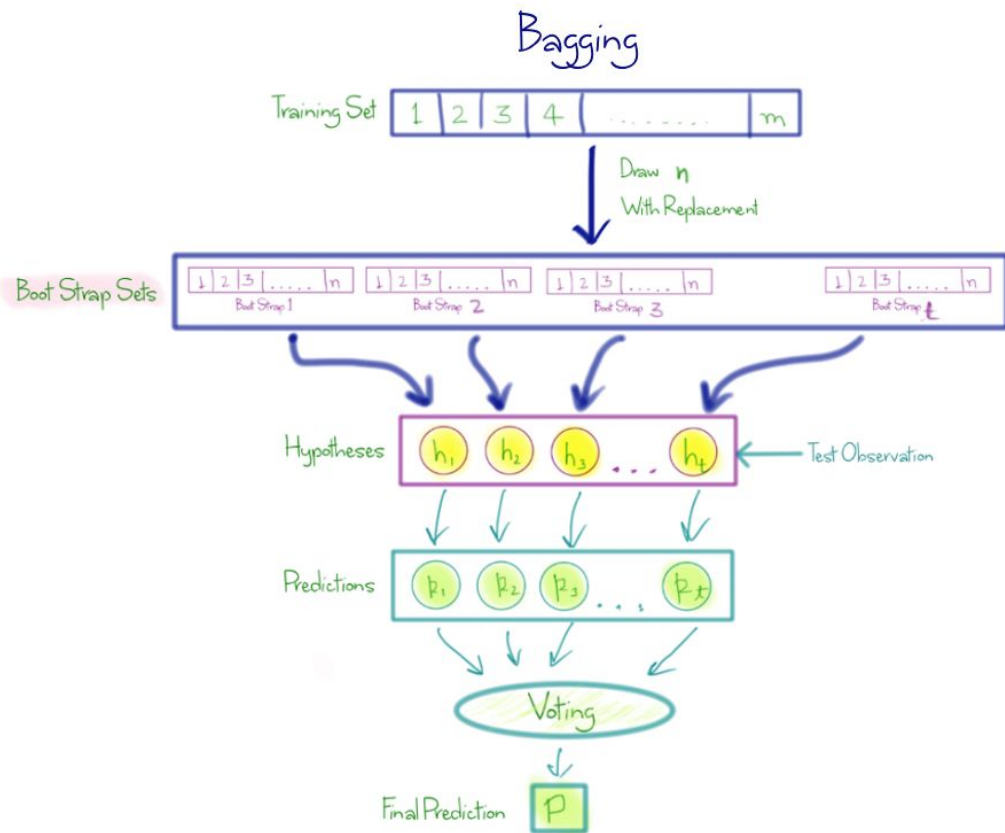 Bagging
Training Set 1 2 3 4 ........ m
Draw n
With Replacement
Boot Strap Sets
1 2 3 ..... n 1 2 3 ..... n 1 2 3 ..... n 1 2 3 ..... n
Boot Strap 1 Boot Strap 2 Boot Strap 3 Boot Strap t
Hypotheses h₁ h₂ h₃ ... hₜ Test Observation
Predictions p₁ p₂ p₃ ... pₜ
Voting
Final Prediction P